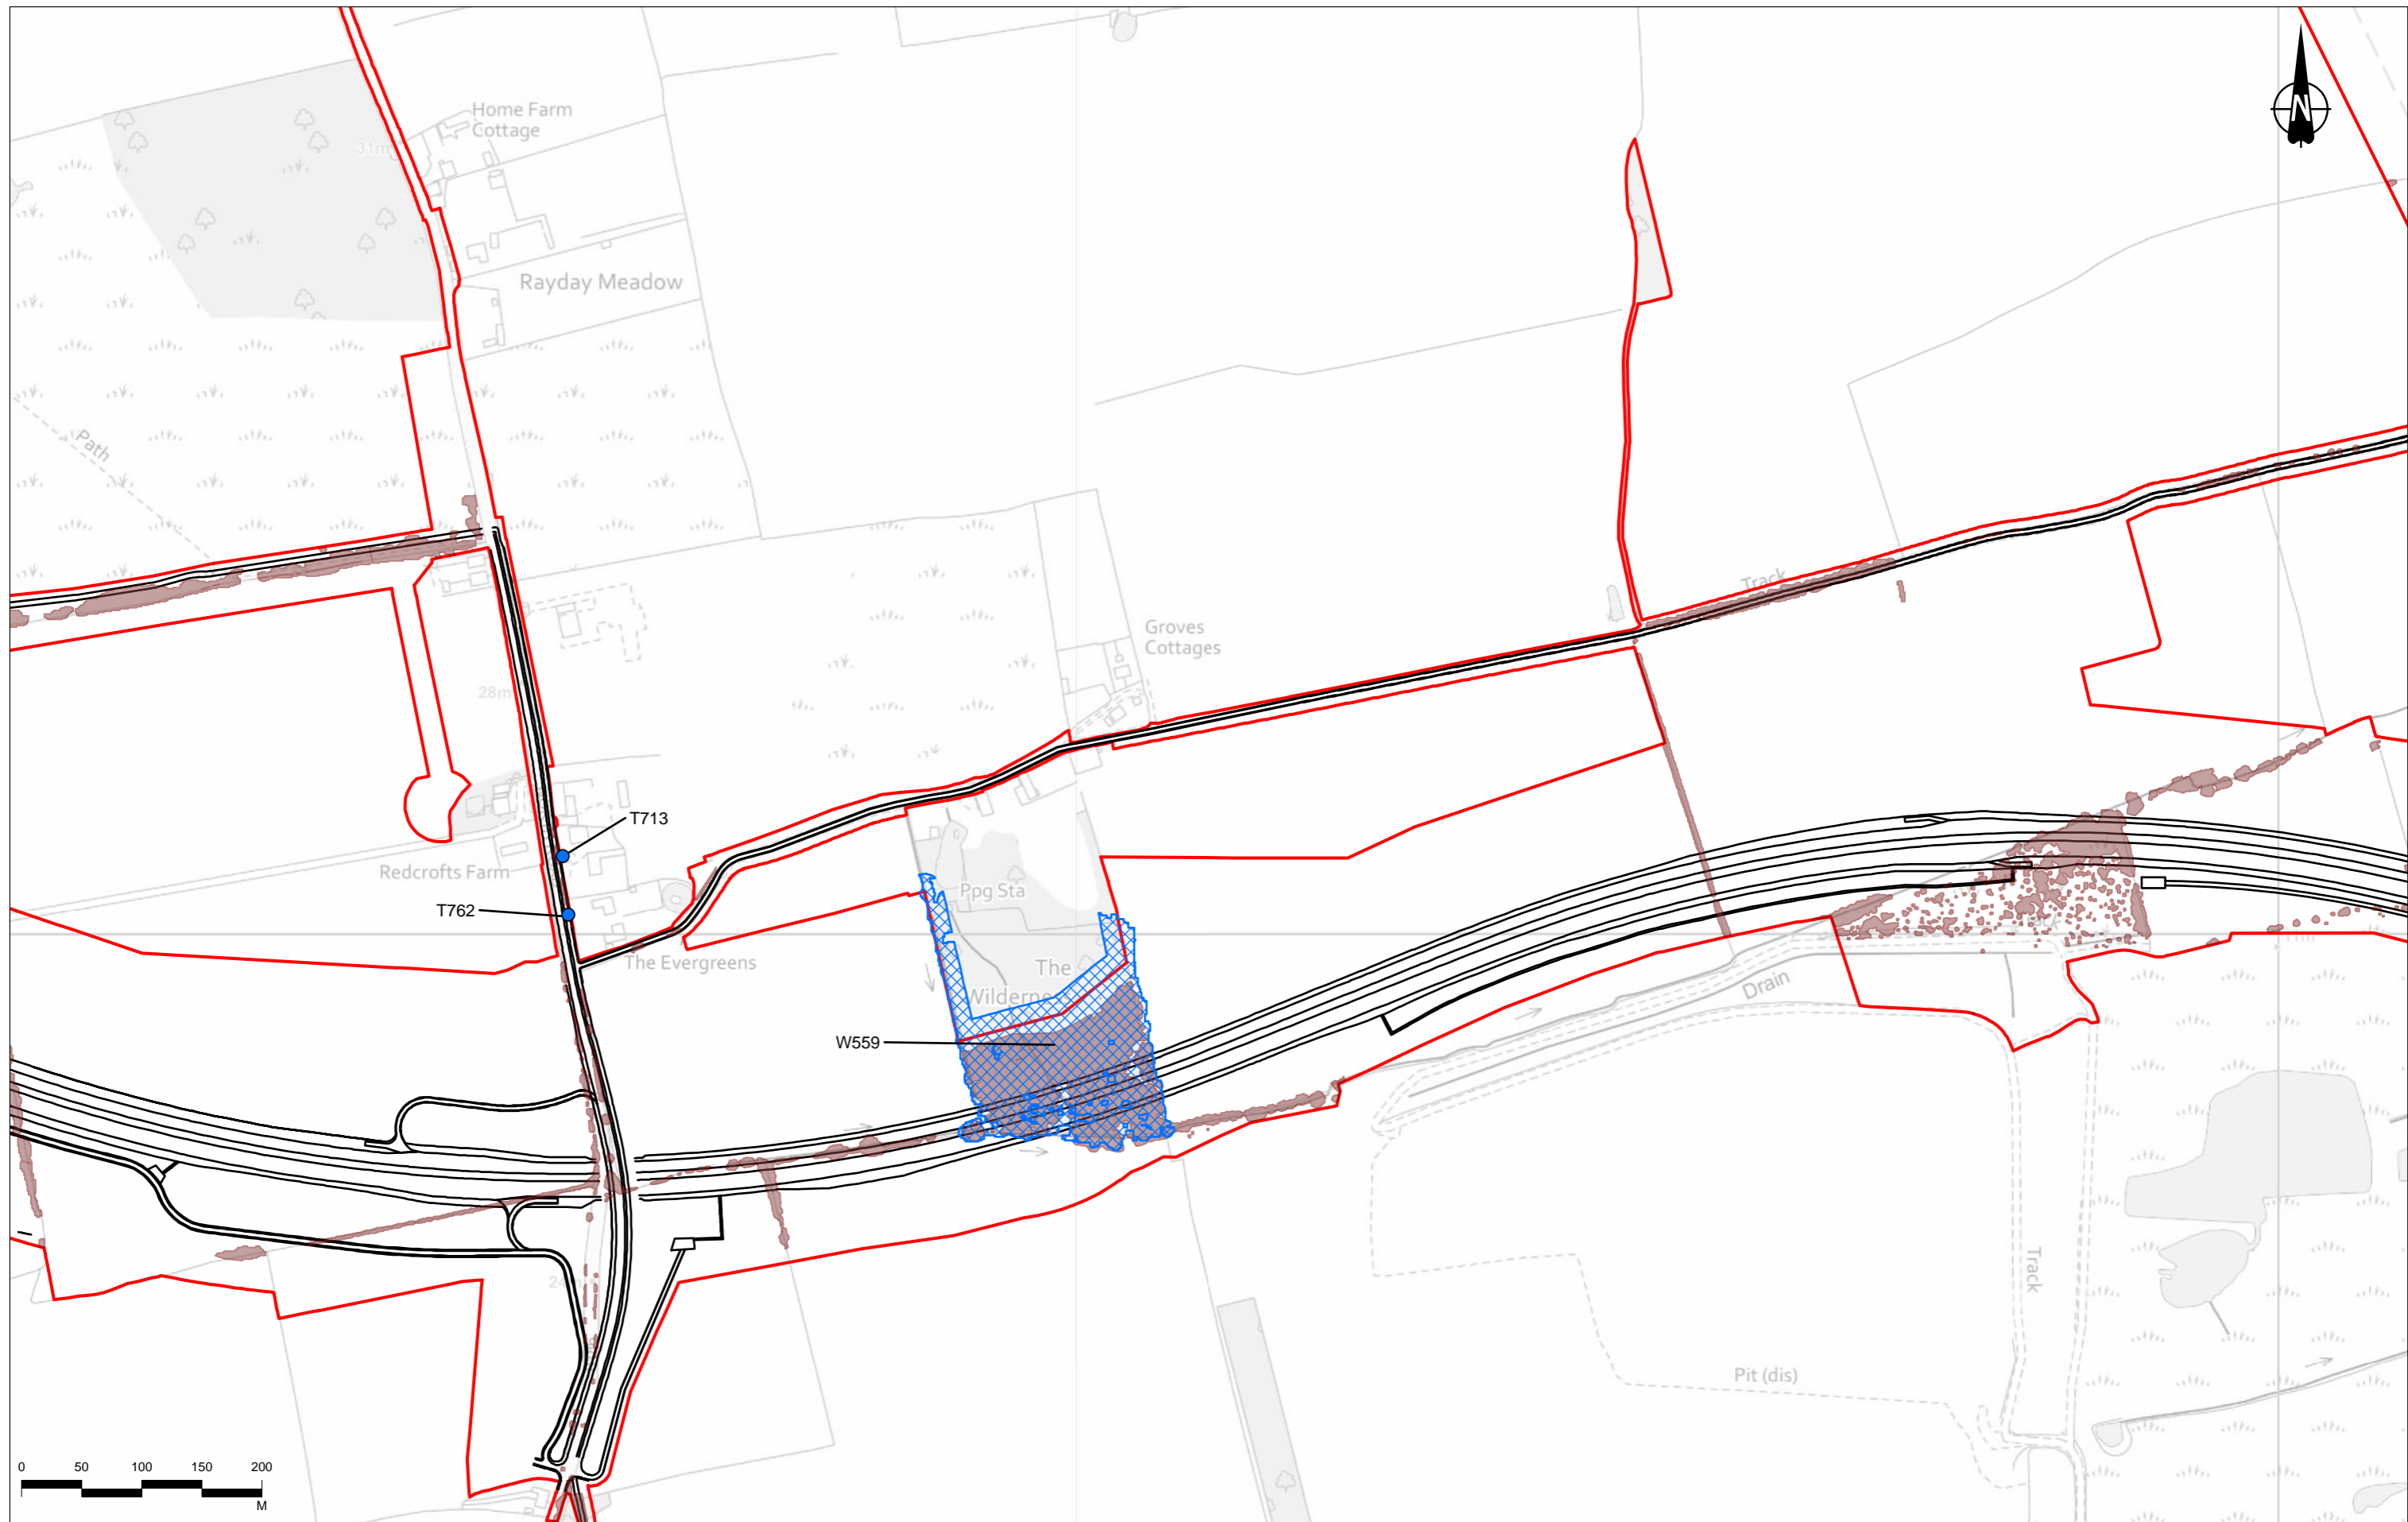 Home Farm
Cottage
31m
N
Rayday Meadow
Path
Track
Groves
Cottages
28m
T713
Redcrofts Farm
Ppg Sta
T762
The Evergreens
The
Wilderne
Drain
W559
Track
Pit (dis)
0 50 100 150 200
M